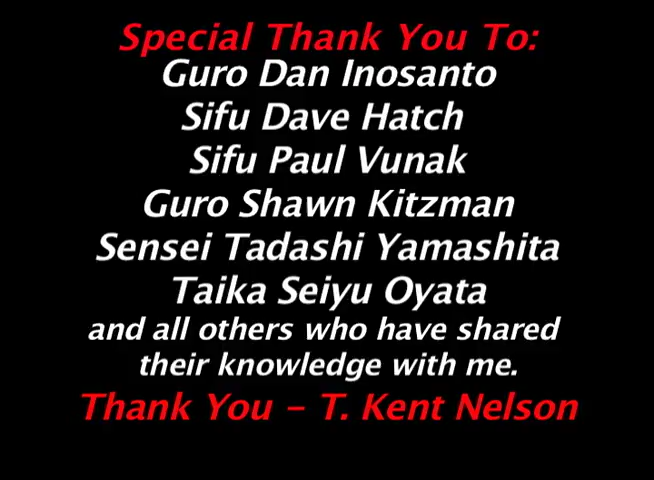 Special Thank You To:
Guro Dan Inosanto
Sifu Dave Hatch
Sifu Paul Vunak
Guro Shawn Kitzman
Sensei Tadashi Yamashita
Taika Seiyu Oyata
and all others who have shared
their knowledge with me.
Thank You - T. Kent Nelson